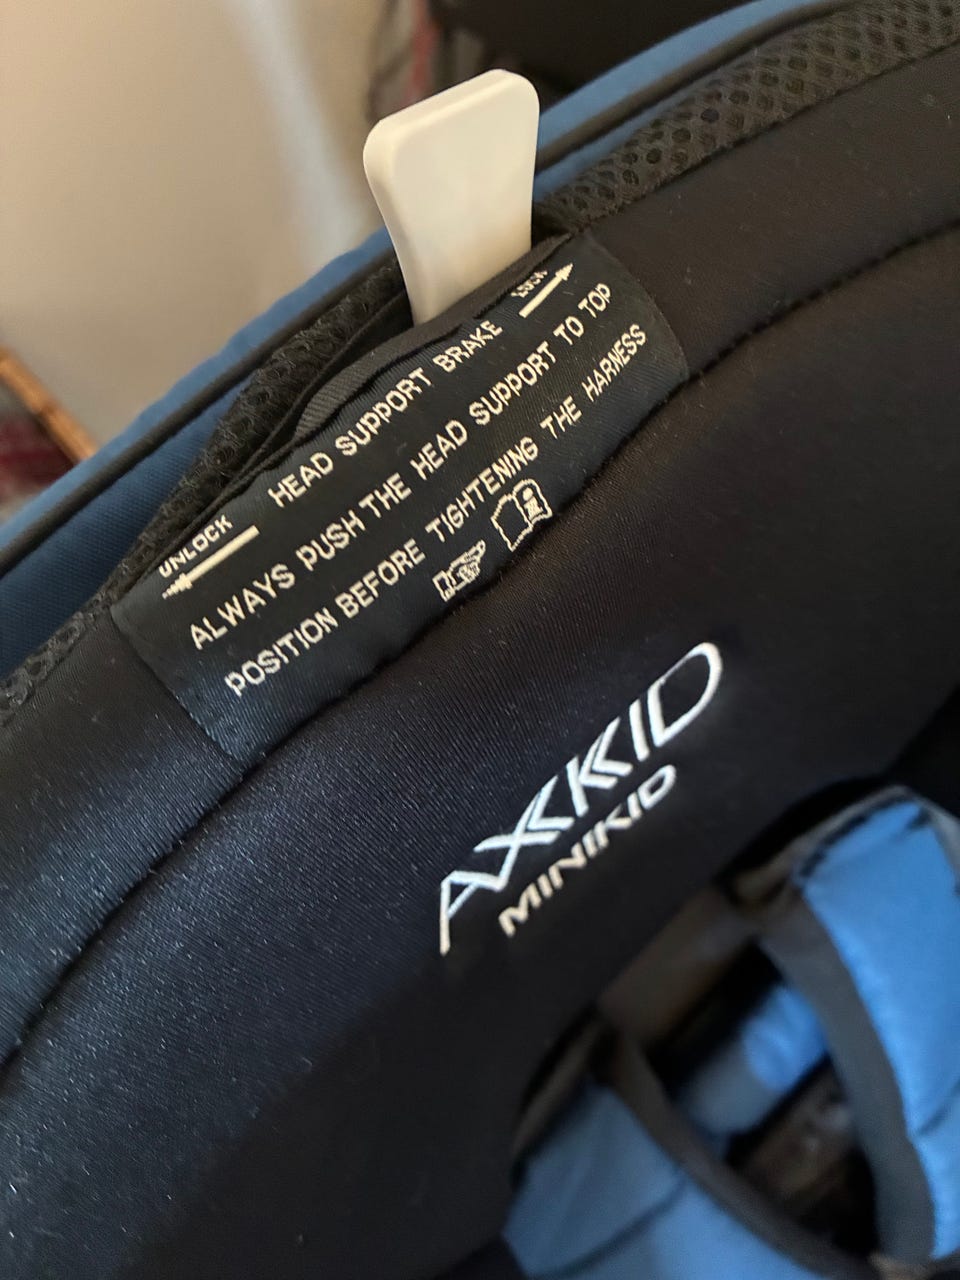 UNLOCK
HEAD SUPPORT BRAKE
LOCK
ALWAYS PUSH THE HEAD SUPPORT TO TOP
POSITION BEFORE TIGHTENING THE HARNESS
AXKID
MINIKID